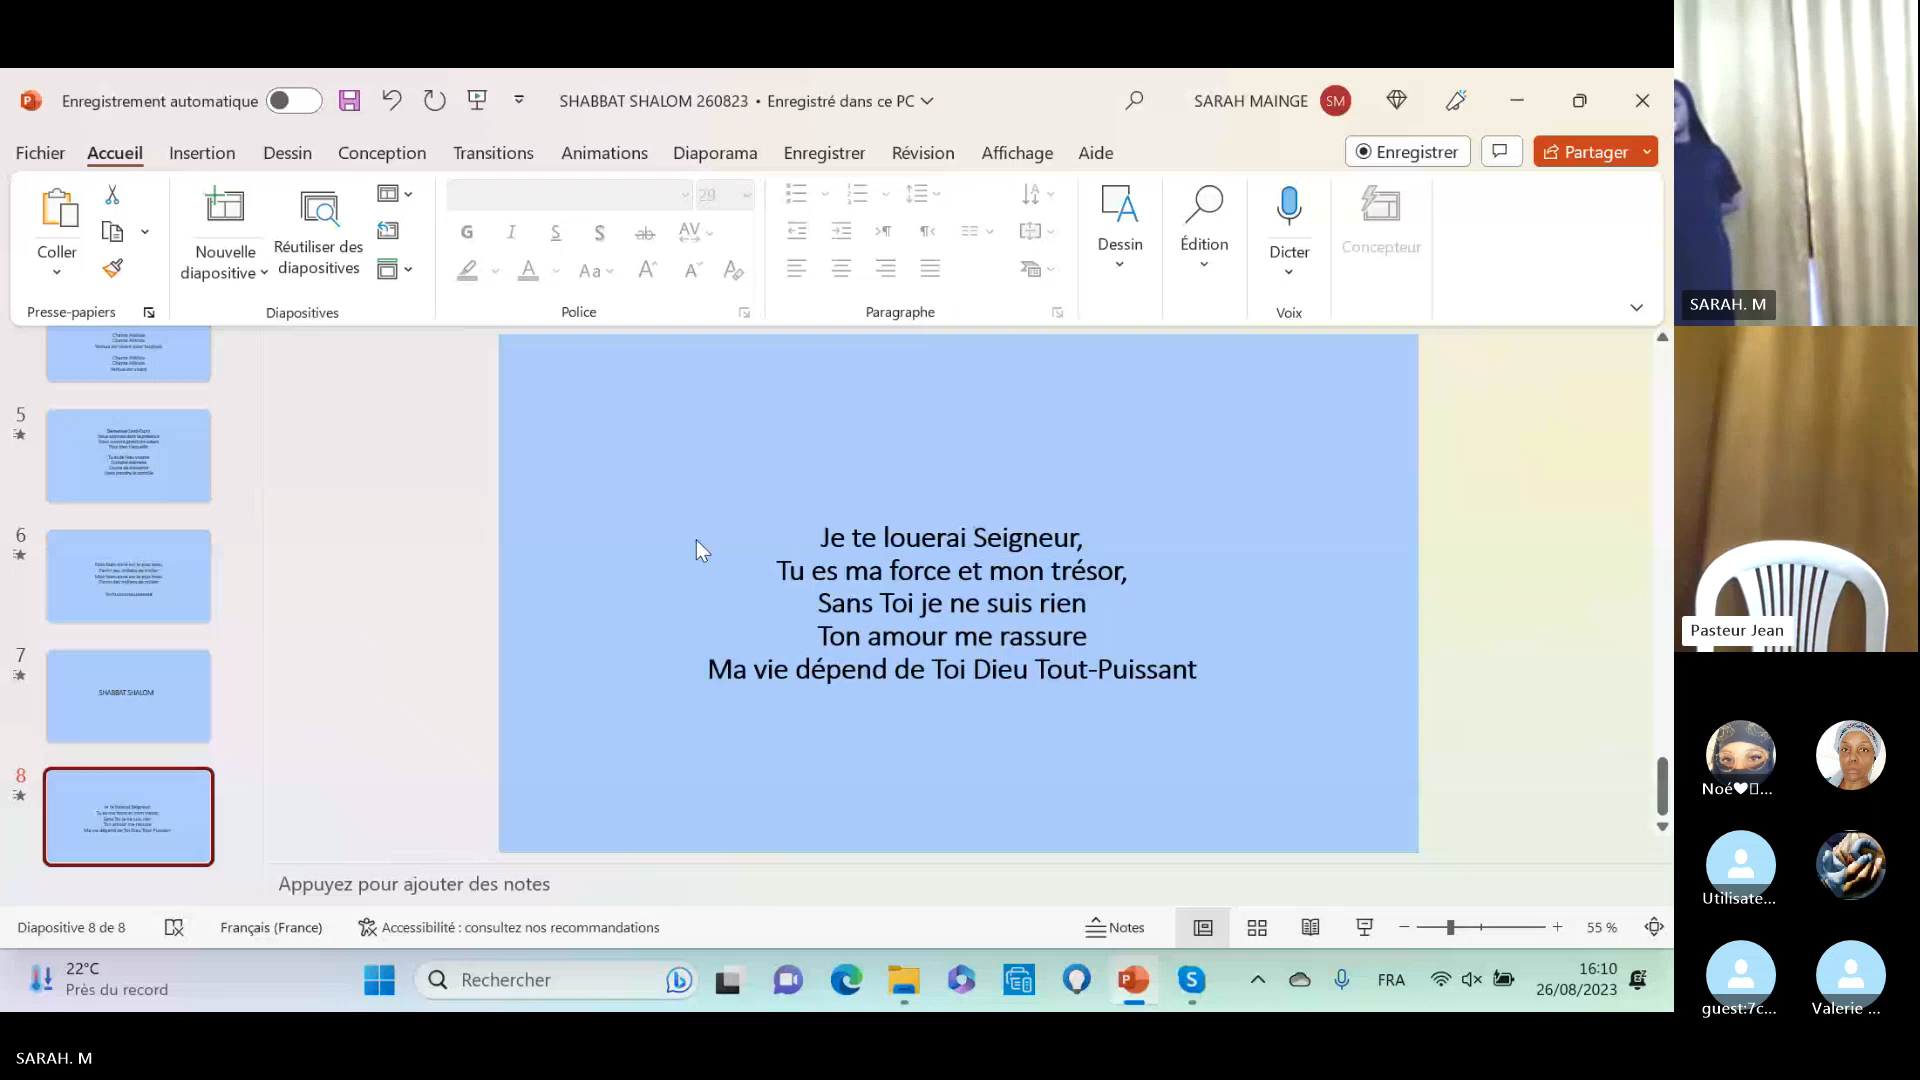 Enregistrement automatique
SHABBAT SHALOM 260823 • Enregistré dans ce PC
SARAH MAINGE
SM
Fichier
Accueil
Insertion
Dessin
Conception
Transitions
Animations
Diaporama
Enregistrer
Révision
Affichage
Aide
Enregistrer
Partager
Coller
Nouvelle
diapositive
Réutiliser des
diapositives
29
Dessin
Édition
Dicter
Concepteur
Presse-papiers
Diapositives
Police
Paragraphe
Voix
5
6
7
SHABBAT SHALOM
8
Je te louerai Seigneur,
Tu es ma force et mon trésor,
Sans Toi je ne suis rien
Ton amour me rassure
Ma vie dépend de Toi Dieu Tout-Puissant
Appuyez pour ajouter des notes
Diapositive 8 de 8
Français (France)
Accessibilité : consultez nos recommandations
Notes
55 %
22°C
Près du record
Rechercher
FRA
16:10
26/08/2023
SARAH. M
SARAH. M
Pasteur Jean
Noé
Utilisate...
guest:7c...
Valerie ...